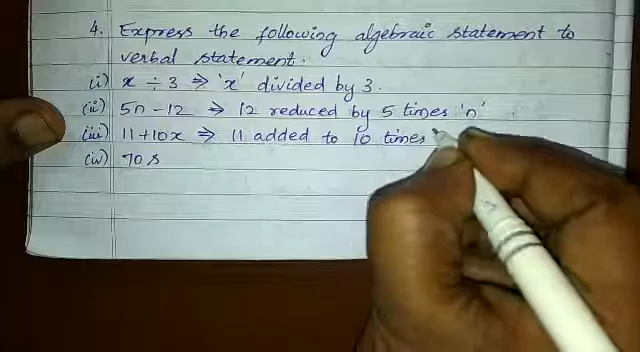 4. Express the following algebraic statement to
verbal statement.
(i) x ÷ 3 ⇒ 'x' divided by 3.
(ii) 5n - 12 ⇒ 12 reduced by 5 times 'n'.
(iii) 11 + 10x ⇒ 11 added to 10 times '
(iv) 70 s